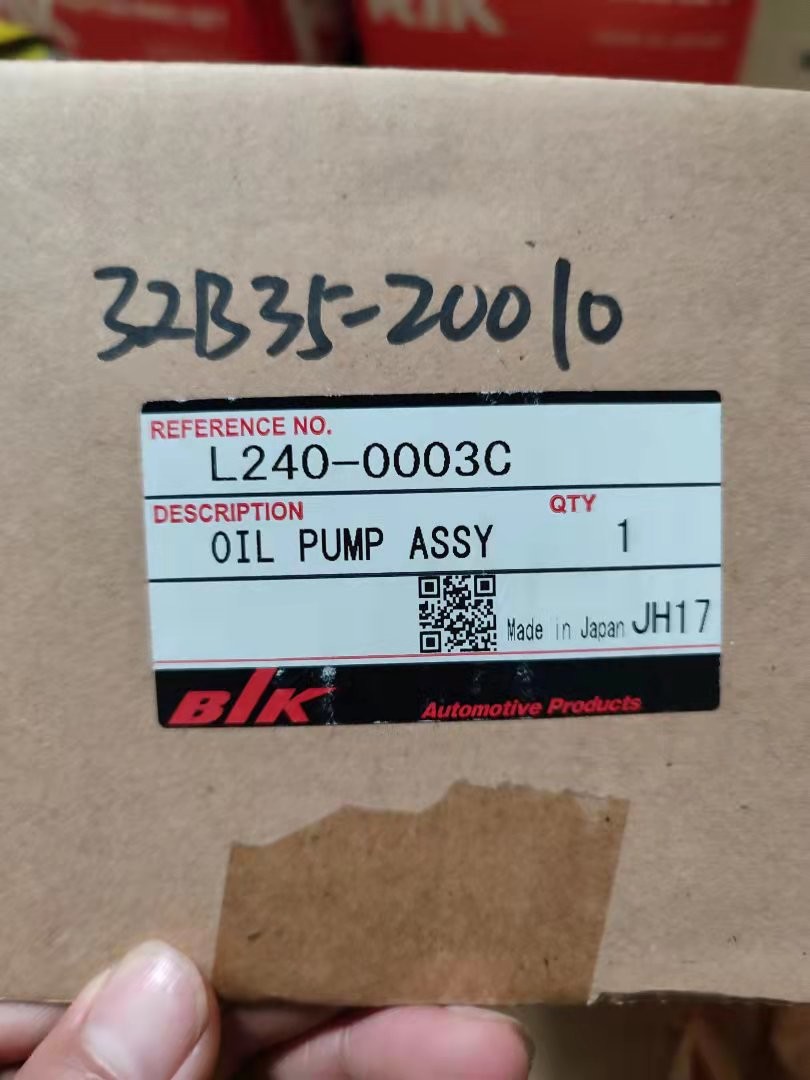 RIK
32B35-20010
REFERENCE NO.
L240-0003C
DESCRIPTION QTY
OIL PUMP ASSY 1
Made in Japan JH17
BIK Automotive Products